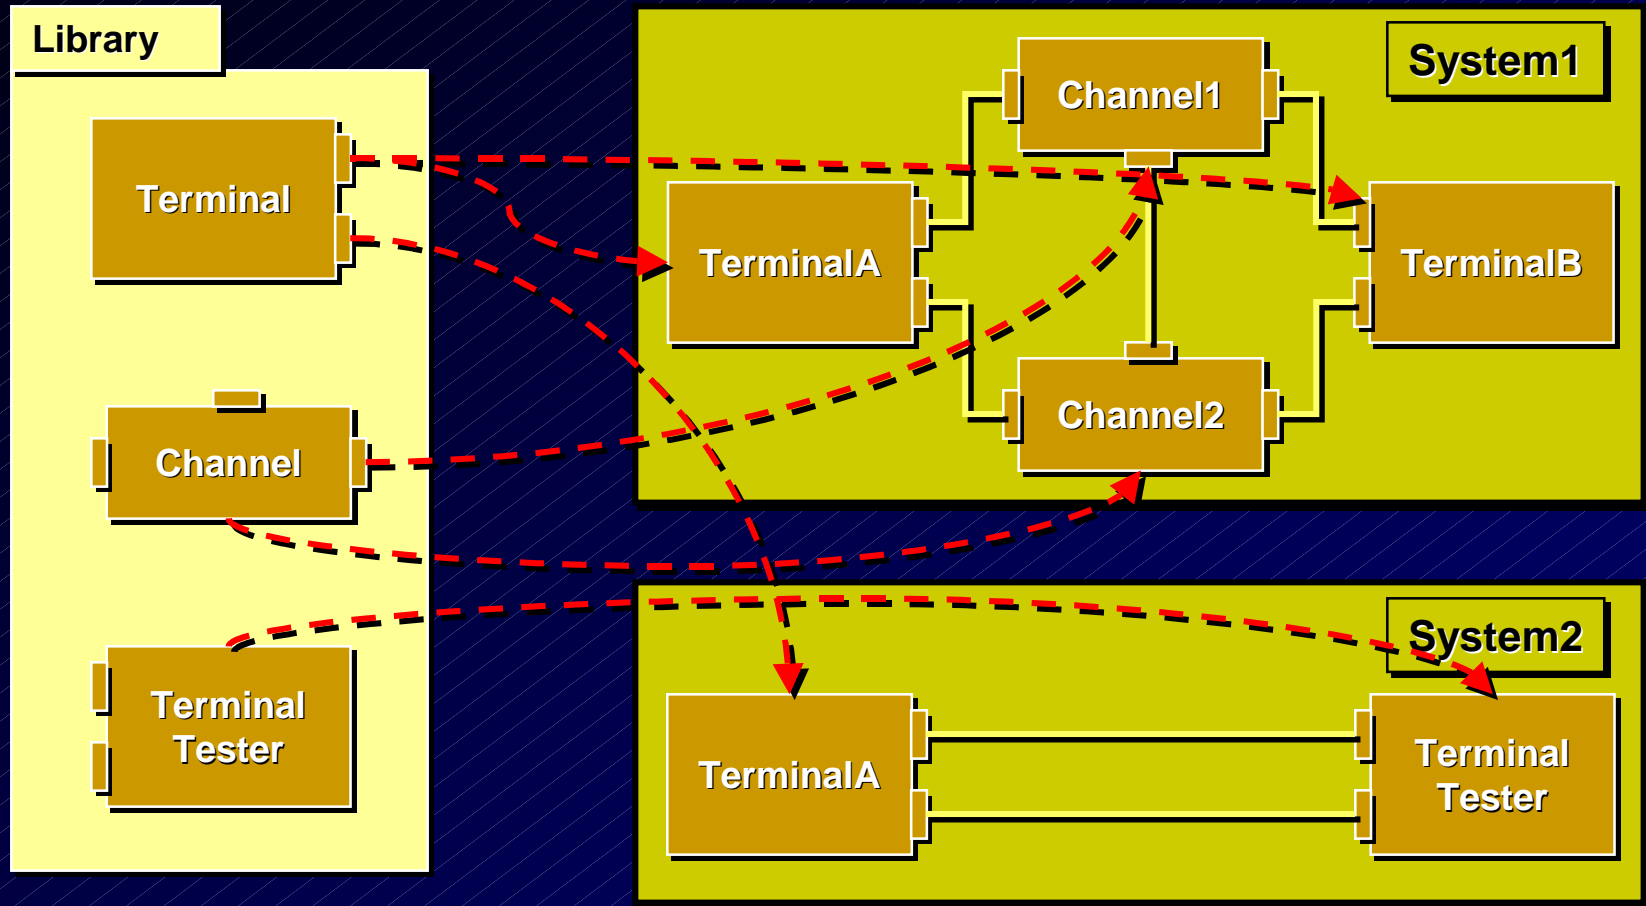 Library
Terminal
Channel
Terminal
Tester
System1
Channel1
TerminalA
TerminalB
Channel2
System2
TerminalA
Terminal
Tester